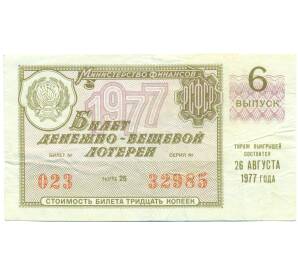 Министерство финансов
1977
Билет
денежно-вещевой
лотереи
6
ВЫПУСК
БИЛЕТ № СЕРИЯ №
023 32985
ТИРАЖ ВЫИГРЫШЕЙ
СОСТОИТСЯ
26 АВГУСТА
1977 ГОДА
СТОИМОСТЬ БИЛЕТА ТРИДЦАТЬ КОПЕЕК